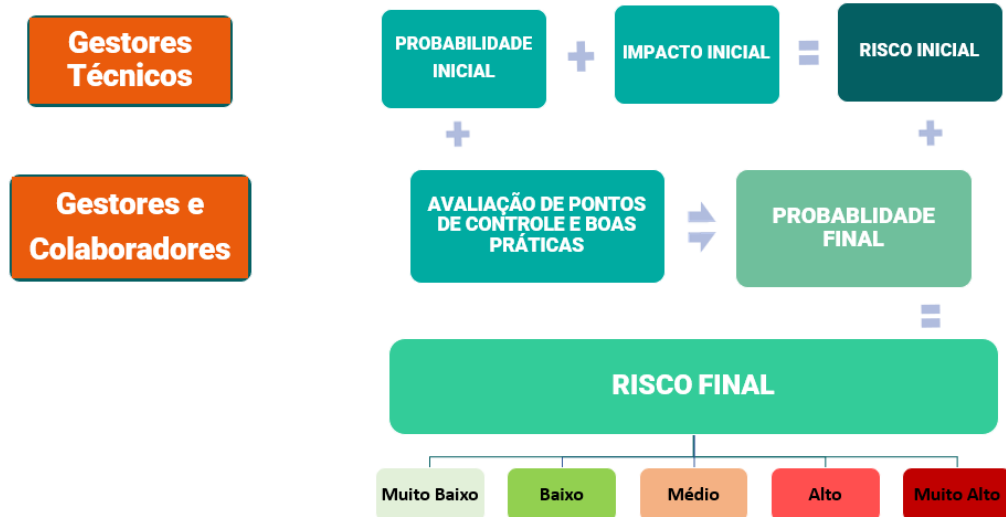 Gestores
Técnicos
PROBABILIDADE
INICIAL
+
IMPACTO INICIAL
=
RISCO INICIAL
+
+
Gestores e
Colaboradores
AVALIAÇÃO DE PONTOS
DE CONTROLE E BOAS
PRÁTICAS
PROBABLIDADE
FINAL
=
RISCO FINAL
Muito Baixo
Baixo
Médio
Alto
Muito Alto